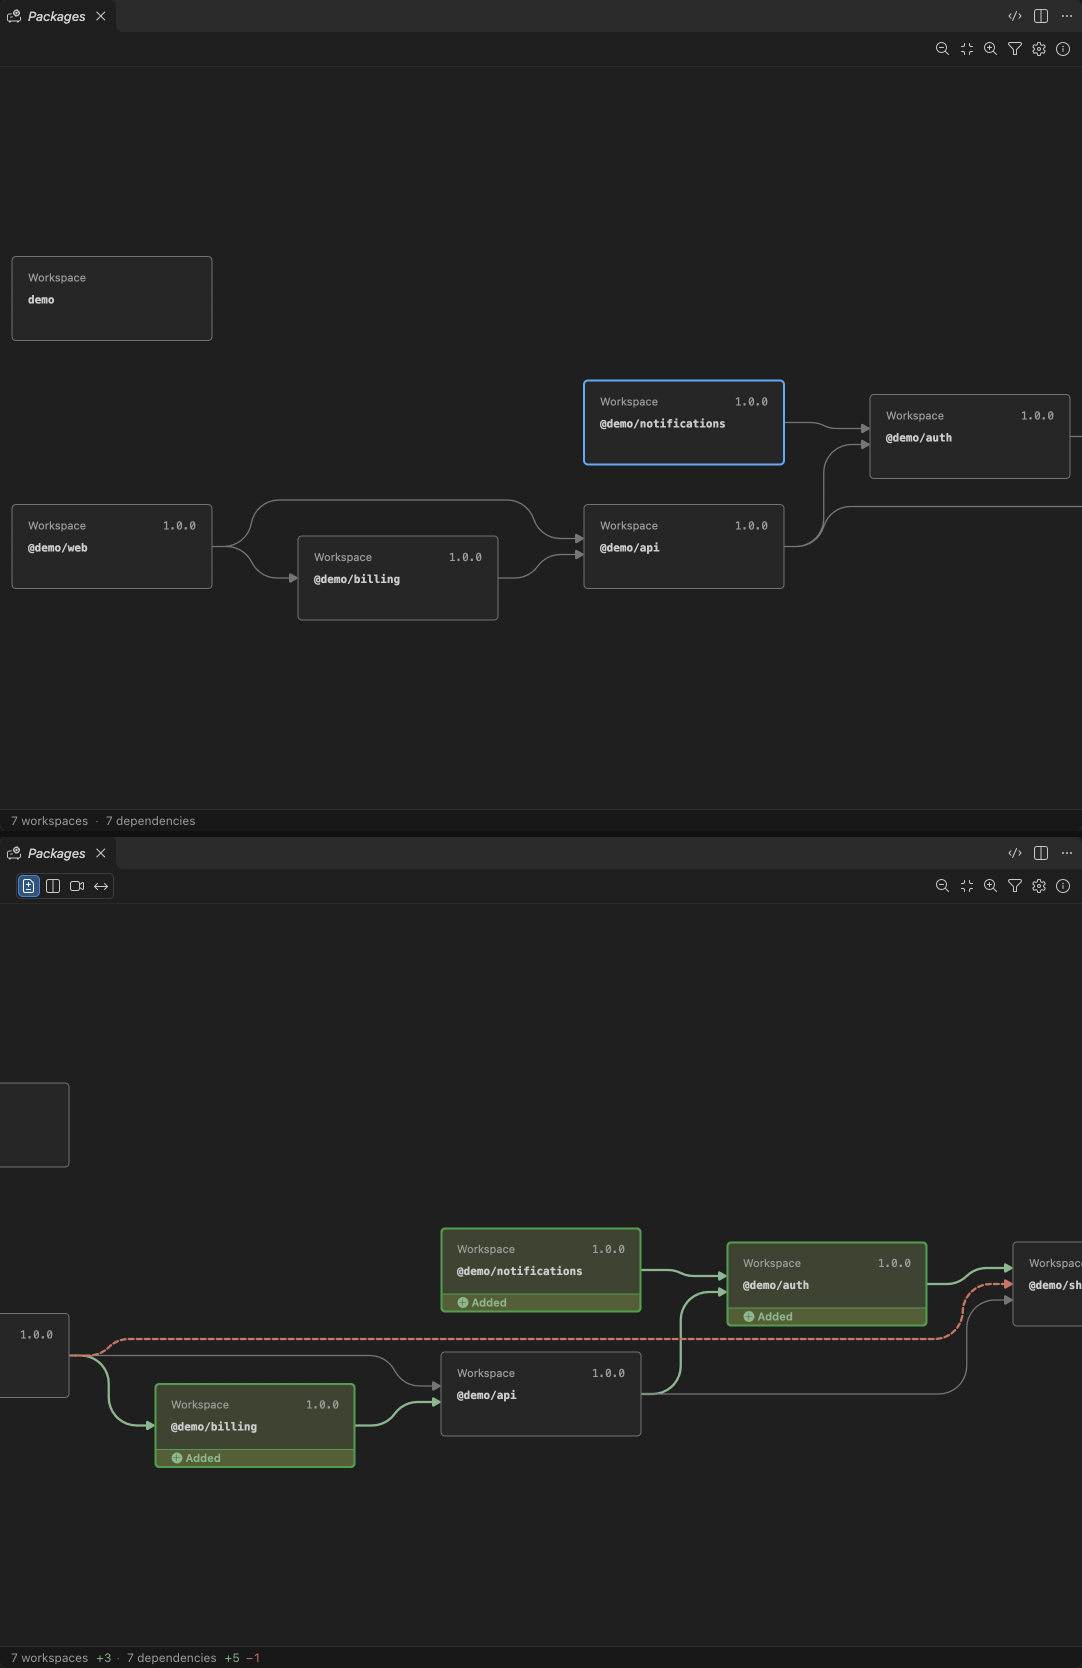 Packages
Workspace
demo
Workspace 1.0.0
@demo/notifications
Workspace 1.0.0
@demo/auth
Workspace 1.0.0
@demo/web
Workspace 1.0.0
@demo/billing
Workspace 1.0.0
@demo/api
7 workspaces · 7 dependencies
Packages
Workspace 1.0.0
@demo/notifications
Added
Workspace 1.0.0
@demo/auth
Added
Workspac
@demo/sh
1.0.0
Workspace 1.0.0
@demo/api
Workspace 1.0.0
@demo/billing
Added
7 workspaces +3 · 7 dependencies +5 −1